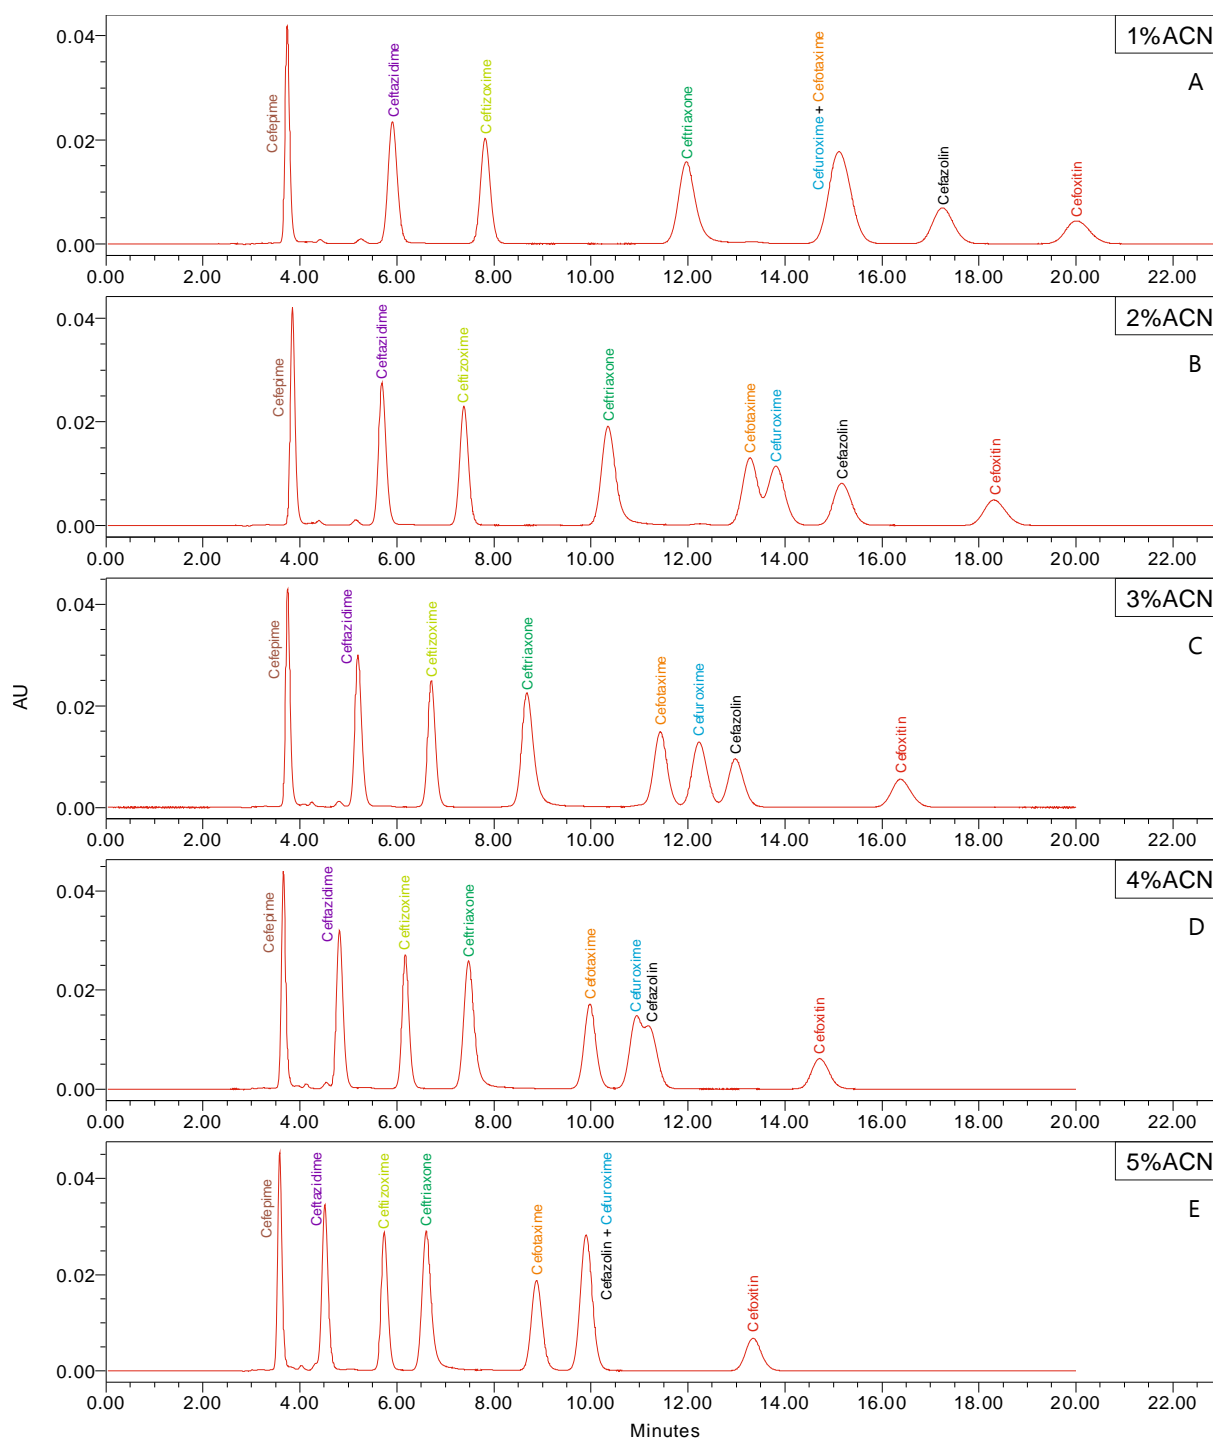 1%ACN
A
Cefepime
Ceftazidime
Ceftizoxime
Ceftriaxone
Cefuroxime + Cefotaxime
Cefazolin
Cefoxitin
0.04
0.02
0.00
0.00 2.00 4.00 6.00 8.00 10.00 12.00 14.00 16.00 18.00 20.00 22.00
2%ACN
B
Cefepime
Ceftazidime
Ceftizoxime
Ceftriaxone
Cefotaxime
Cefuroxime
Cefazolin
Cefoxitin
0.04
0.02
0.00
0.00 2.00 4.00 6.00 8.00 10.00 12.00 14.00 16.00 18.00 20.00 22.00
3%ACN
C
Cefepime
Ceftazidime
Ceftizoxime
Ceftriaxone
Cefotaxime
Cefuroxime
Cefazolin
Cefoxitin
AU
0.04
0.02
0.00
0.00 2.00 4.00 6.00 8.00 10.00 12.00 14.00 16.00 18.00 20.00 22.00
4%ACN
D
Cefepime
Ceftazidime
Ceftizoxime
Ceftriaxone
Cefotaxime
Cefuroxime
Cefazolin
Cefoxitin
0.04
0.02
0.00
0.00 2.00 4.00 6.00 8.00 10.00 12.00 14.00 16.00 18.00 20.00 22.00
5%ACN
E
Cefepime
Ceftazidime
Ceftizoxime
Ceftriaxone
Cefotaxime
Cefazolin + Cefuroxime
Cefoxitin
0.04
0.02
0.00
0.00 2.00 4.00 6.00 8.00 10.00 12.00 14.00 16.00 18.00 20.00 22.00
Minutes